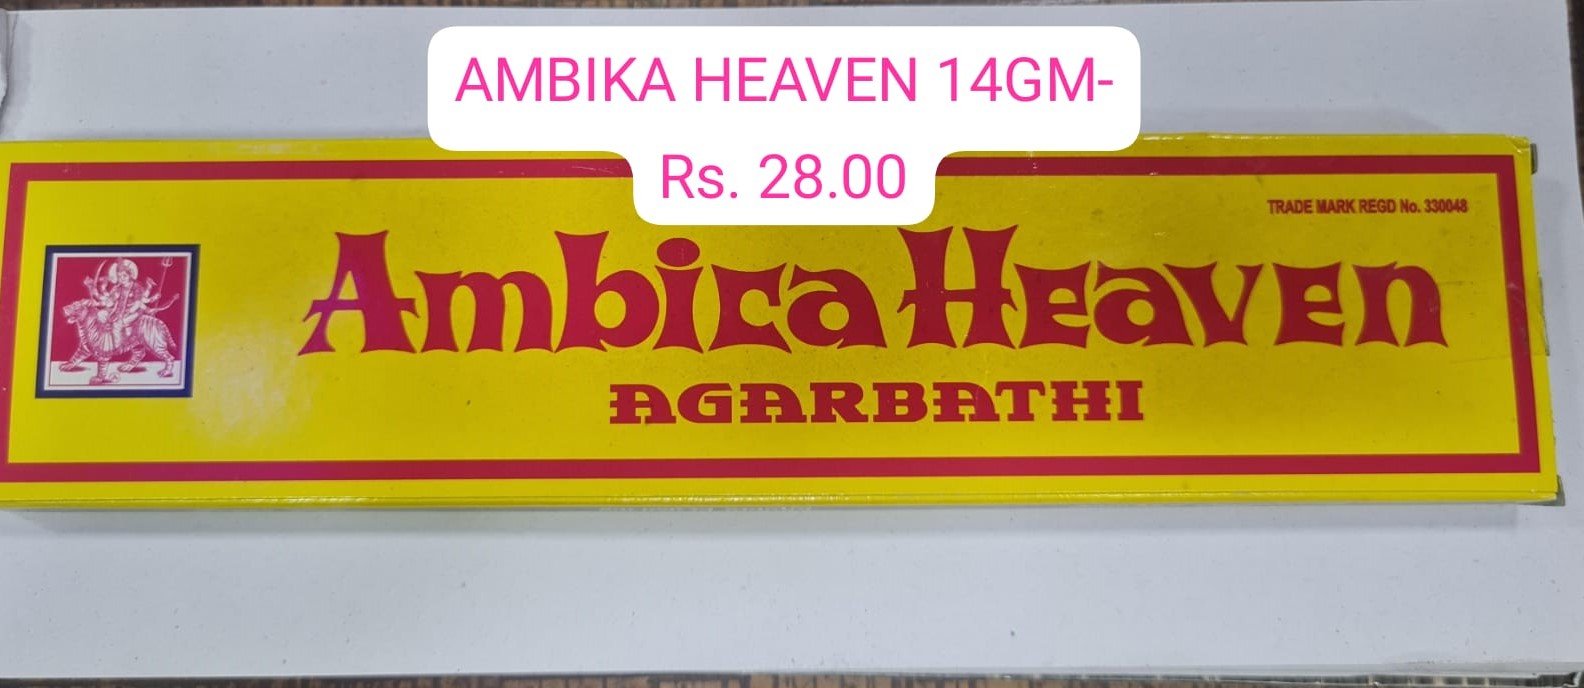 AMBIKA HEAVEN 14GM-
Rs. 28.00
TRADE MARK REGD No. 330048
Ambica Heaven
AGARBATHI